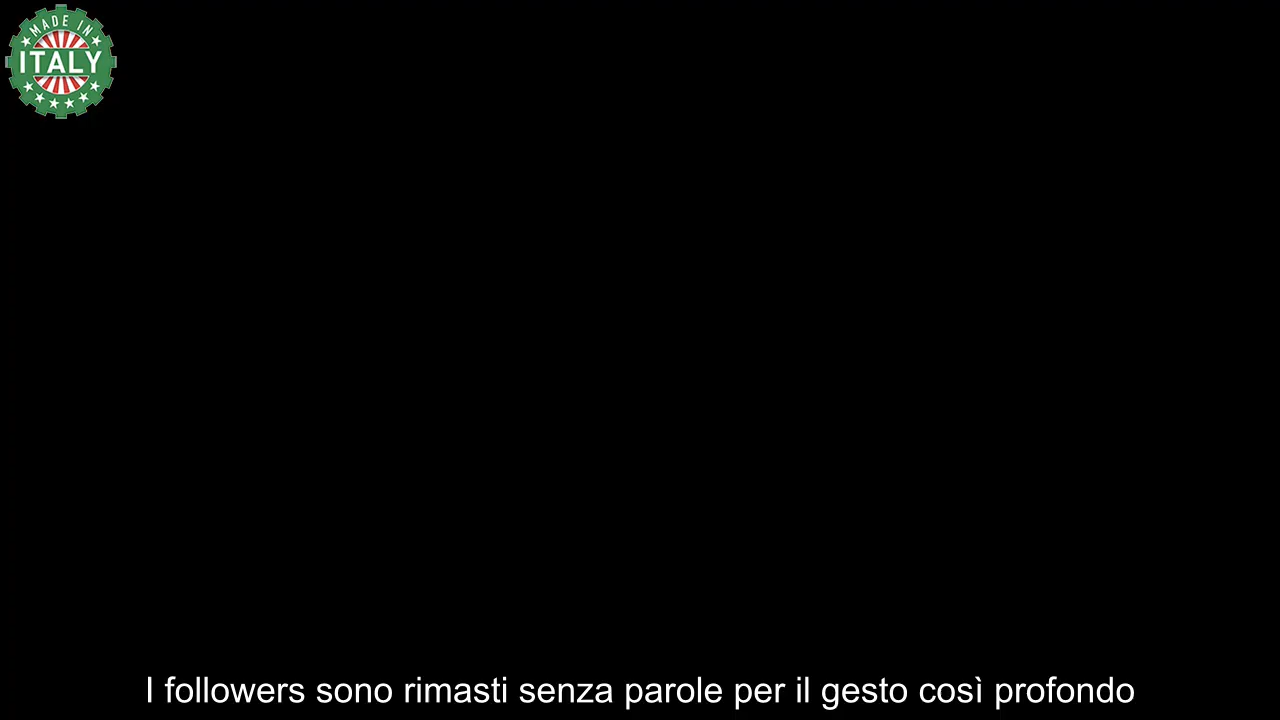 MADE IN
ITALY
I followers sono rimasti senza parole per il gesto così profondo